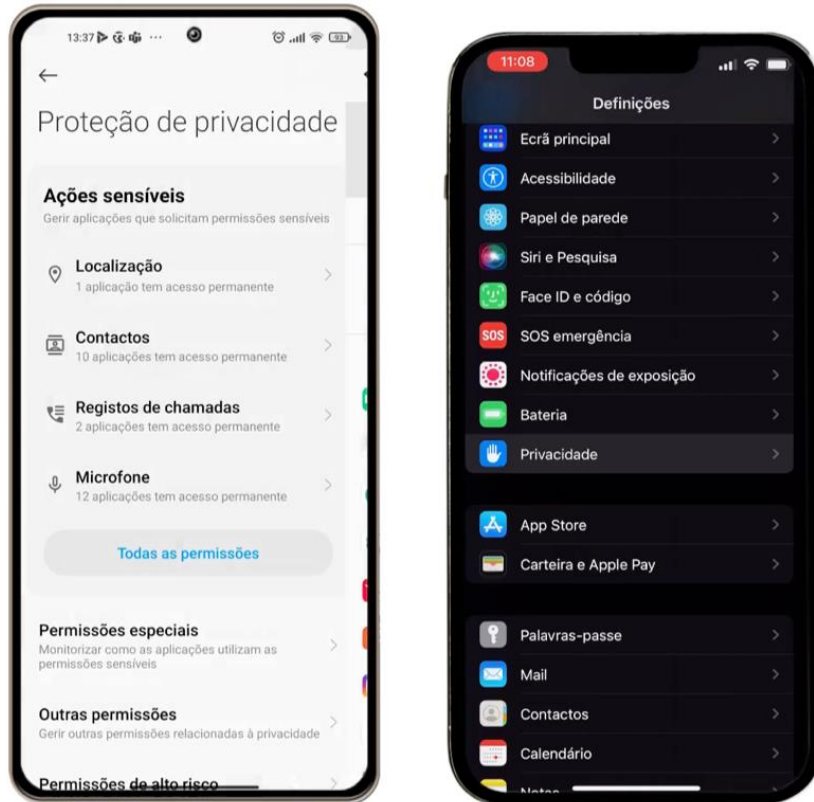 13:37
93
Proteção de privacidade
Ações sensíveis
Gerir aplicações que solicitam permissões sensíveis
Localização
1 aplicação tem acesso permanente
Contactos
10 aplicações tem acesso permanente
Registos de chamadas
2 aplicações tem acesso permanente
Microfone
12 aplicações tem acesso permanente
Todas as permissões
Permissões especiais
Monitorizar como as aplicações utilizam as
permissões sensíveis
Outras permissões
Gerir outras permissões relacionadas à privacidade
Permissões de alto risco
11:08
Definições
Ecrã principal
Acessibilidade
Papel de parede
Siri e Pesquisa
Face ID e código
SOS SOS emergência
Notificações de exposição
Bateria
Privacidade
App Store
Carteira e Apple Pay
Palavras-passe
Mail
Contactos
Calendário
Notas